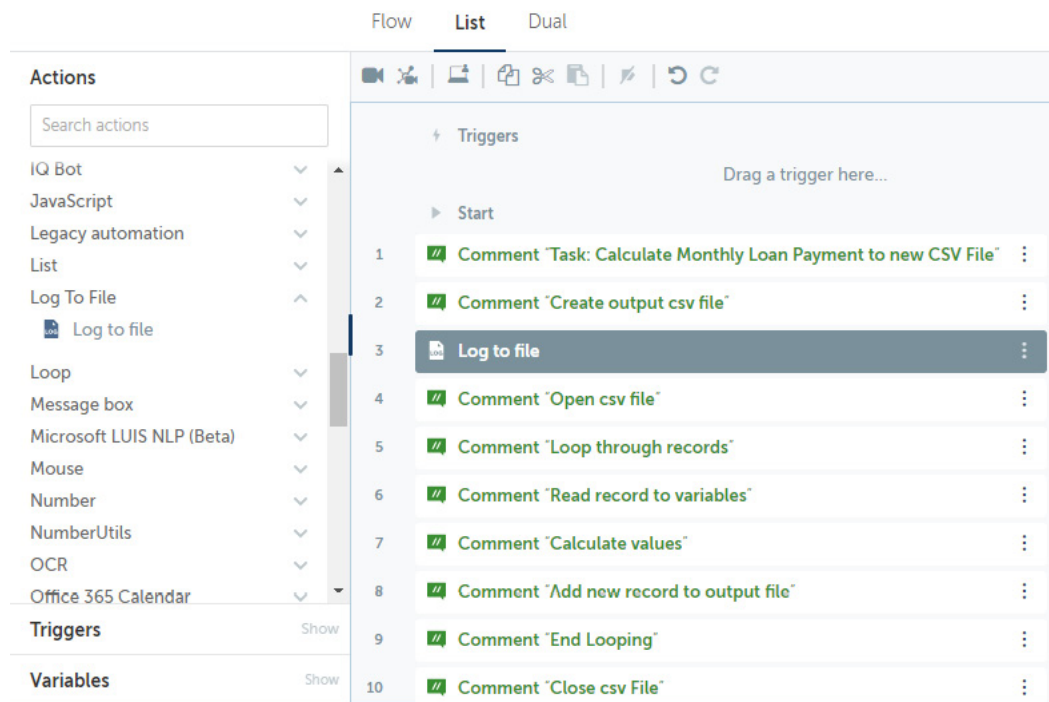 Flow List Dual
Actions
Search actions
IQ Bot
JavaScript
Legacy automation
List
Log To File
LOG Log to file
Loop
Message box
Microsoft LUIS NLP (Beta)
Mouse
Number
NumberUtils
OCR
Office 365 Calendar
Triggers Show
Variables Show
Triggers
Drag a trigger here...
Start
1 // Comment "Task: Calculate Monthly Loan Payment to new CSV File"
2 // Comment "Create output csv file"
3 LOG Log to file
4 // Comment "Open csv file"
5 // Comment "Loop through records"
6 // Comment "Read record to variables"
7 // Comment "Calculate values"
8 // Comment "Add new record to output file"
9 // Comment "End Looping"
10 // Comment "Close csv File"